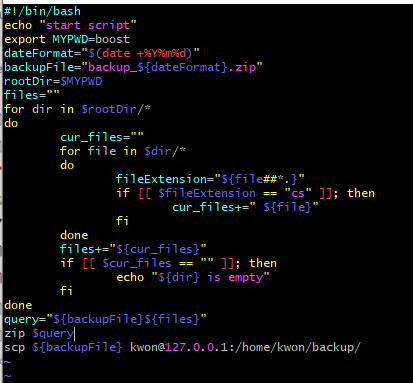 #!/bin/bash
echo "start script"
export MYPWD=boost
dateFormat="$(date +%Y%m%d)"
backupFile="backup_${dateFormat}.zip"
rootDir=$MYPWD
files=""
for dir in $rootDir/*
do
        cur_files=""
        for file in $dir/*
        do
                fileExtension="${file##*.}"
                if [[ $fileExtension == "cs" ]]; then
                        cur_files+=" ${file}"
                fi
        done
        files+="${cur_files}"
        if [[ $cur_files == "" ]]; then
                echo "${dir} is empty"
        fi
done
query="${backupFile}${files}"
zip $query
scp ${backupFile} kwon@127.0.0.1:/home/kwon/backup/
~
~